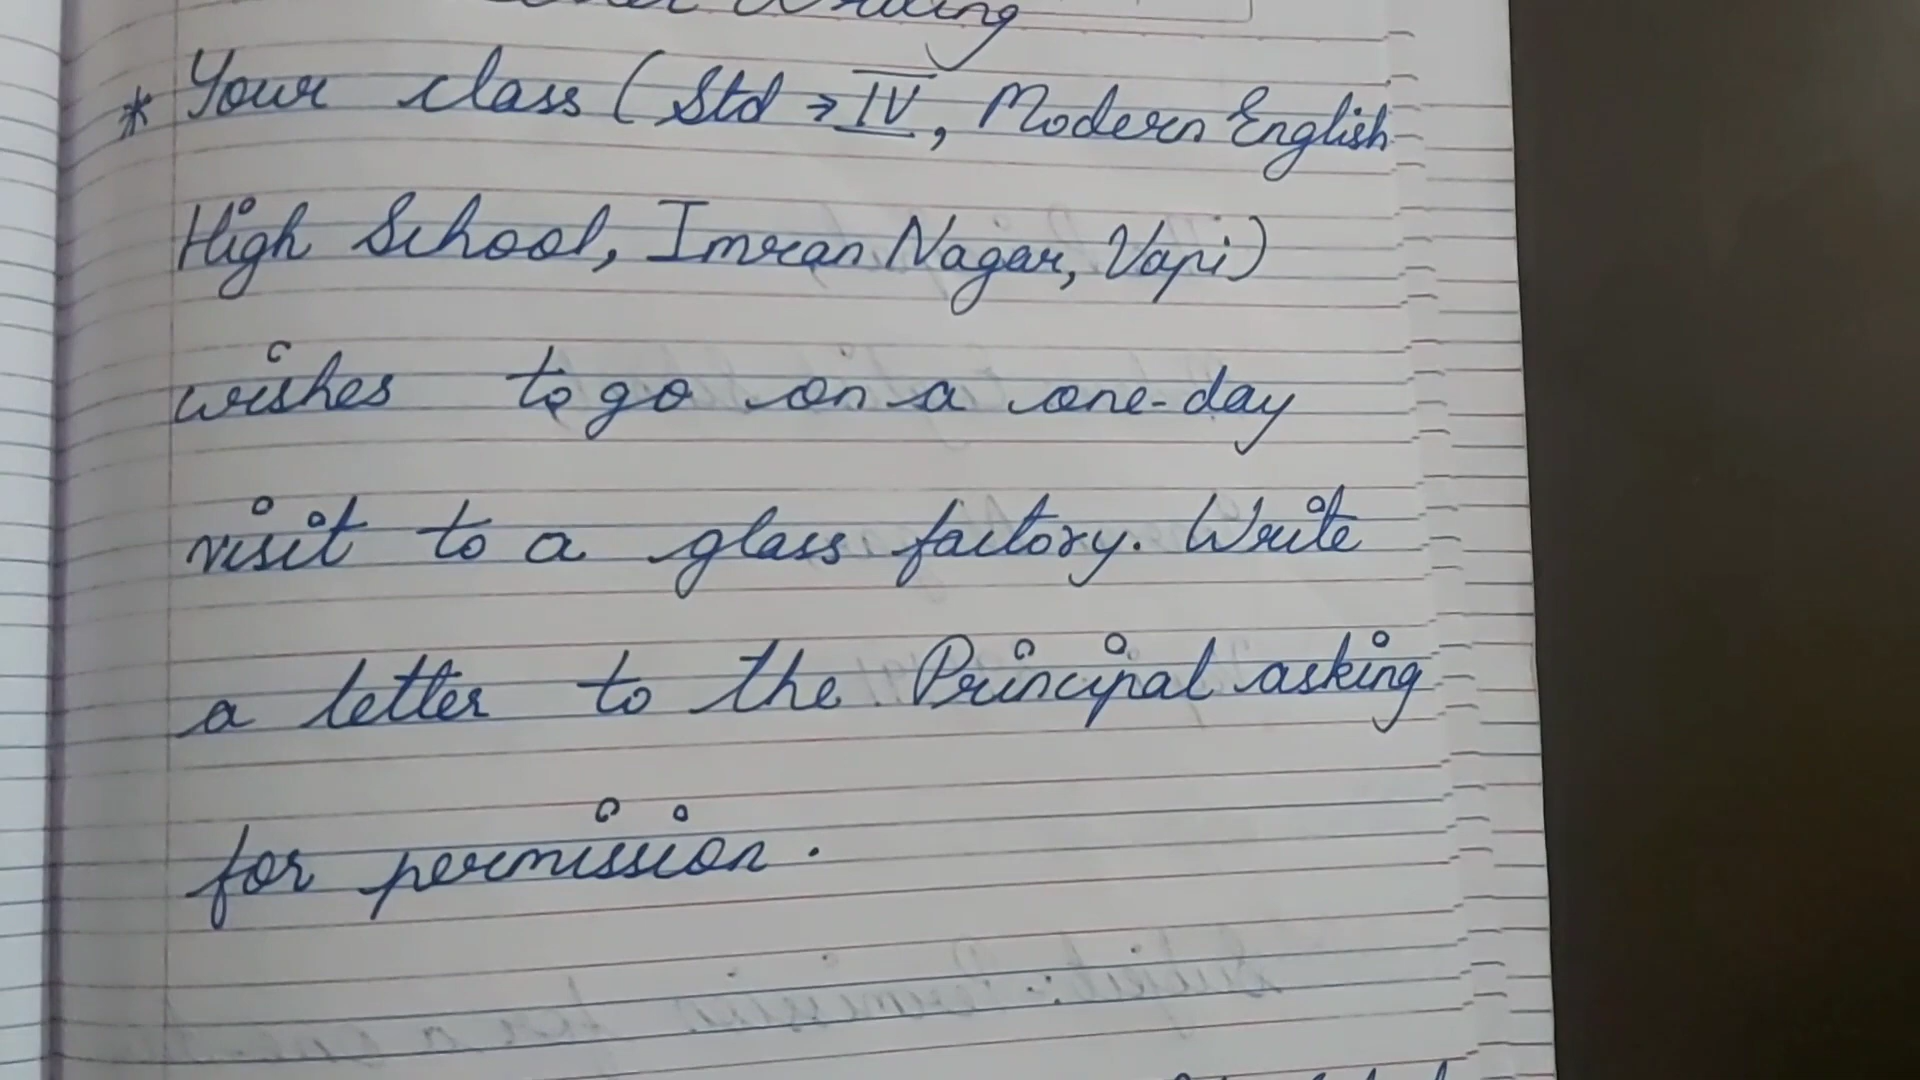 Writing
* Your class (Std → IV, Modern English
High School, Imran Nagar, Vapi)
wishes to go on a one-day
visit to a glass factory. Write
a letter to the Principal asking
for permission.